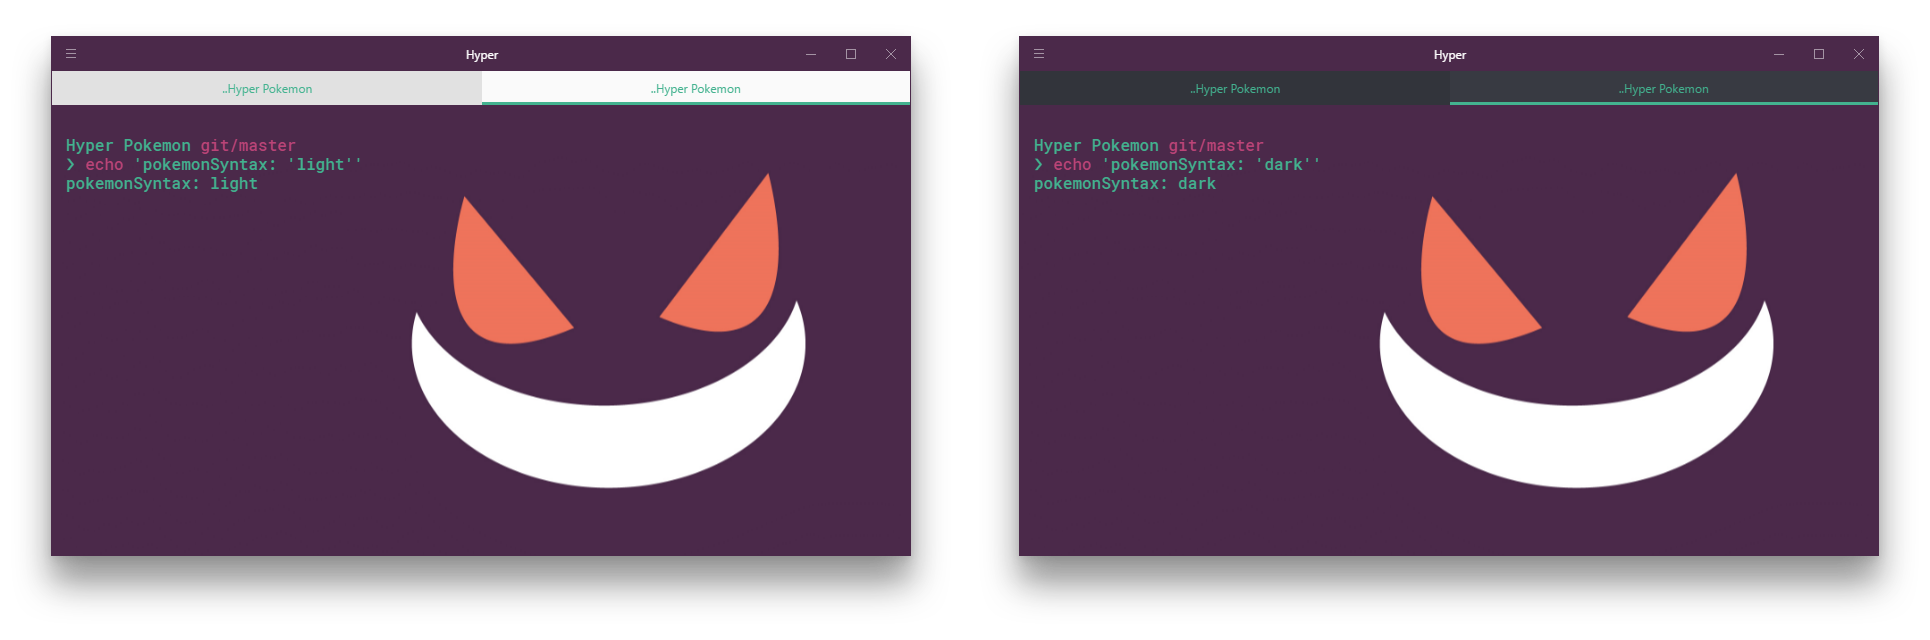 Hyper
..Hyper Pokemon
..Hyper Pokemon
Hyper Pokemon git/master
❯ echo 'pokemonSyntax: 'light''
pokemonSyntax: light
Hyper
..Hyper Pokemon
..Hyper Pokemon
Hyper Pokemon git/master
❯ echo 'pokemonSyntax: 'dark''
pokemonSyntax: dark